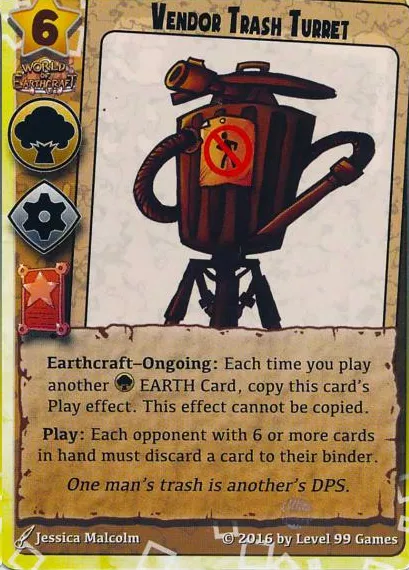 6
VENDOR TRASH TURRET
WORLD
OF
EARTHCRAFT
Earthcraft–Ongoing: Each time you play
another EARTH Card, copy this card's
Play effect. This effect cannot be copied.
Play: Each opponent with 6 or more cards
in hand must discard a card to their binder.
One man's trash is another's DPS.
Jessica Malcolm
© 2016 by Level 99 Games